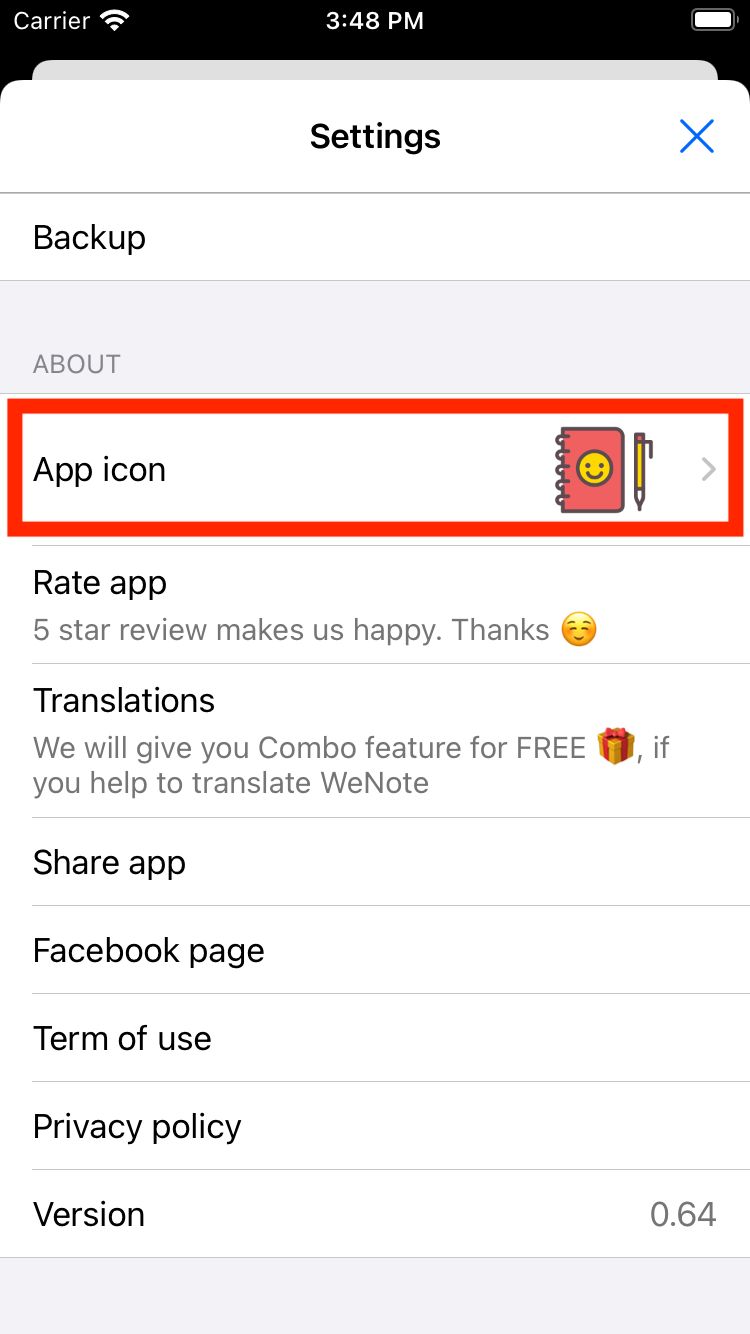 Carrier 3:48 PM
Settings
Backup
ABOUT
App icon
Rate app
5 star review makes us happy. Thanks ☺️
Translations
We will give you Combo feature for FREE 🎁, if
you help to translate WeNote
Share app
Facebook page
Term of use
Privacy policy
Version 0.64